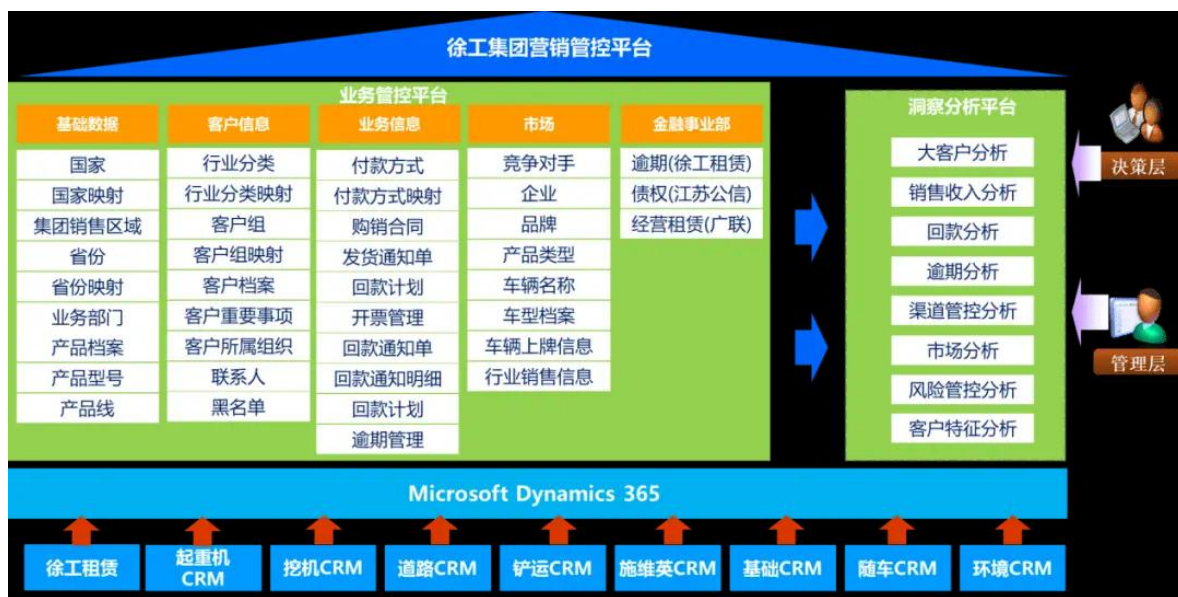 徐工集团营销管控平台
业务管控平台
基础数据
国家
国家映射
集团销售区域
省份
省份映射
业务部门
产品档案
产品型号
产品线
客户信息
行业分类
行业分类映射
客户组
客户组映射
客户档案
客户重要事项
客户所属组织
联系人
黑名单
业务信息
付款方式
付款方式映射
购销合同
发货通知单
回款计划
开票管理
回款通知单
回款通知明细
回款计划
逾期管理
市场
竞争对手
企业
品牌
产品类型
车辆名称
车型档案
车辆上牌信息
行业销售信息
金融事业部
逾期(徐工租赁)
债权(江苏公信)
经营租赁(广联)
洞察分析平台
大客户分析
销售收入分析
回款分析
逾期分析
渠道管控分析
市场分析
风险管控分析
客户特征分析
决策层
管理层
Microsoft Dynamics 365
徐工租赁
起重机
CRM
挖机CRM
道路CRM
铲运CRM
施维英CRM
基础CRM
随车CRM
环境CRM